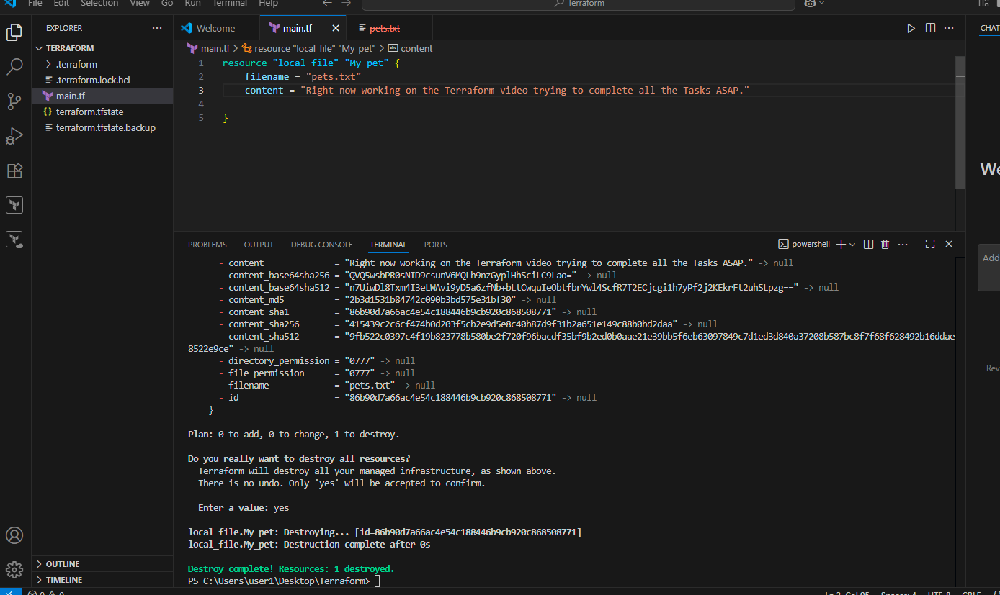 File Edit Selection View Go Run Terminal Help
Terraform
EXPLORER
Welcome
main.tf
pets.txt
CHAT
TERRAFORM
.terraform
.terraform.lock.hcl
main.tf
terraform.tfstate
terraform.tfstate.backup
main.tf > resource "local_file" "My_pet" > content
1 resource "local_file" "My_pet" {
2 filename = "pets.txt"
3 content = "Right now working on the Terraform video trying to complete all the Tasks ASAP."
4
5 }
PROBLEMS OUTPUT DEBUG CONSOLE TERMINAL PORTS
powershell
- content = "Right now working on the Terraform video trying to complete all the Tasks ASAP." -> null
- content_base64sha256 = "QVQ5wsbPR0sNID9csunV6MQLh9nzGyplHhSciLC9Lao=" -> null
- content_base64sha512 = "n7UiwDl8Txm4I3eLWAvi9yD5a6zfNb+bLtCwquIeObtfbrYwl4ScfR7T2ECjcgi1h7yPf2j2KEkrFt2uhSLpzg==" -> null
- content_md5 = "2b3d1531b84742c090b3bd575e31bf30" -> null
- content_sha1 = "86b90d7a66ac4e54c188446b9cb920c868508771" -> null
- content_sha256 = "415439c2c6cf474b0d203f5cb2e9d5e8c40b87d9f31b2a651e149c88b0bd2daa" -> null
- content_sha512 = "9fb522c0397c4f19b823778b580be2f720f96bacdf35bf9b2ed0b0aae21e39bb5f6eb63097849c7d1ed3d840a37208b587bc8f7f68f628492b16ddae
8522e9ce" -> null
- directory_permission = "0777" -> null
- file_permission = "0777" -> null
- filename = "pets.txt" -> null
- id = "86b90d7a66ac4e54c188446b9cb920c868508771" -> null
}
Plan: 0 to add, 0 to change, 1 to destroy.
Do you really want to destroy all resources?
Terraform will destroy all your managed infrastructure, as shown above.
There is no undo. Only 'yes' will be accepted to confirm.
Enter a value: yes
local_file.My_pet: Destroying... [id=86b90d7a66ac4e54c188446b9cb920c868508771]
local_file.My_pet: Destruction complete after 0s
Destroy complete! Resources: 1 destroyed.
PS C:\Users\user1\Desktop\Terraform>
We
Add
Rev
OUTLINE
TIMELINE